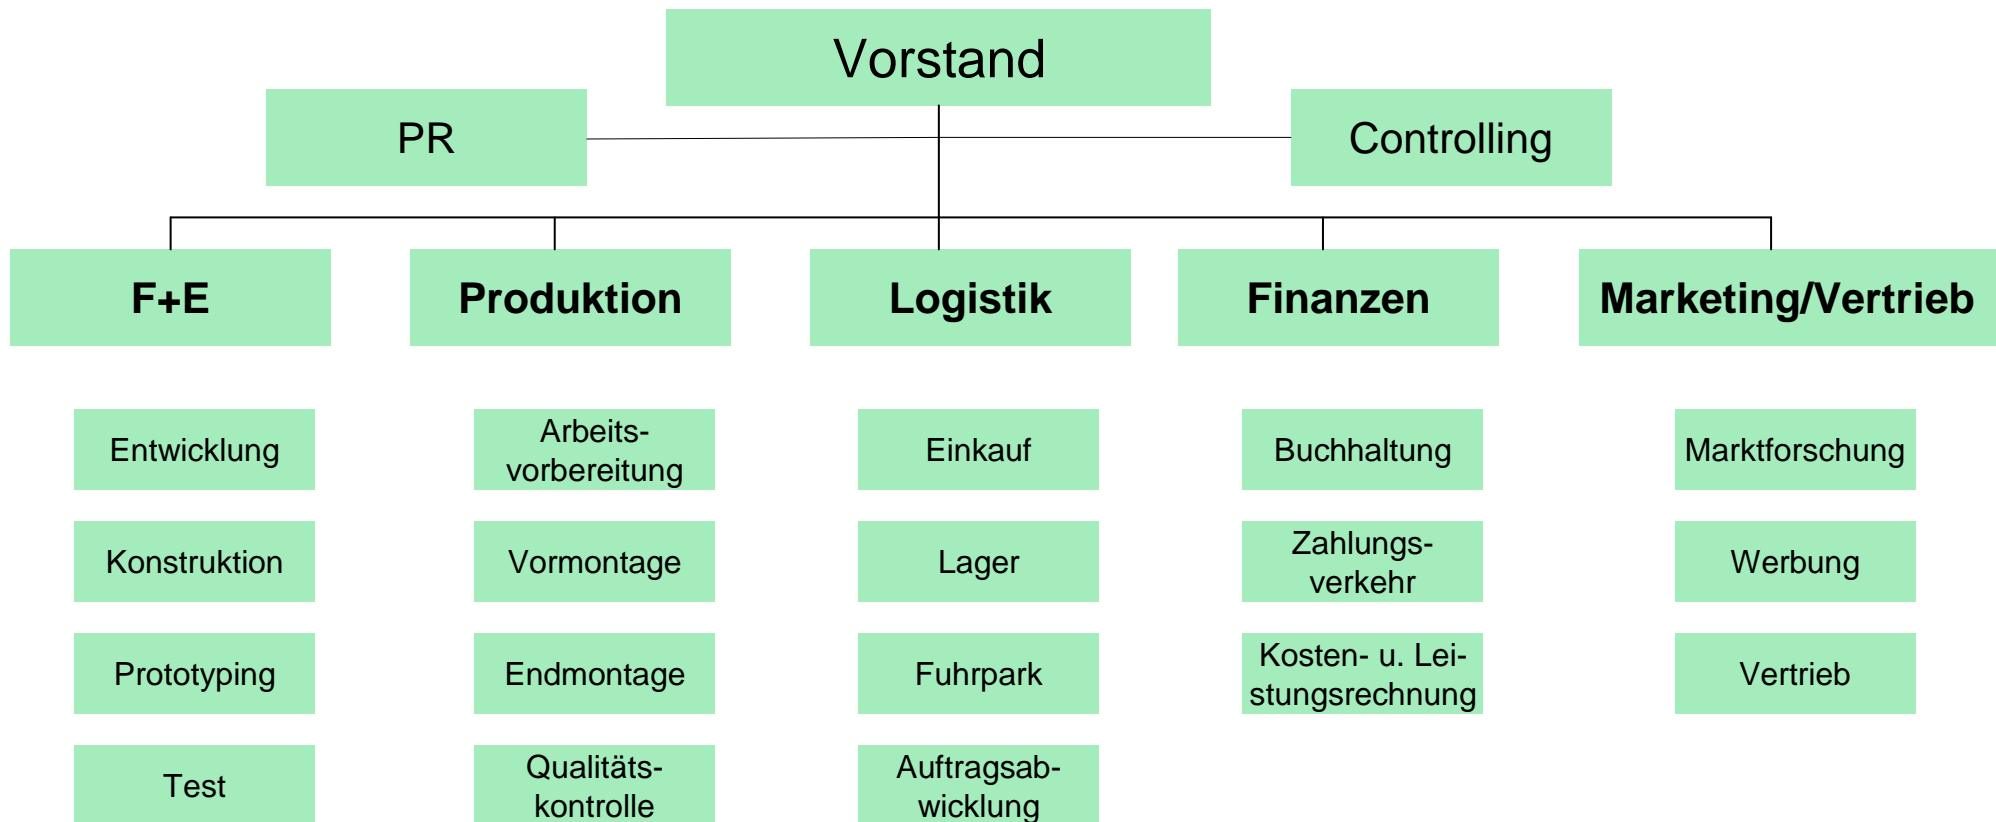 Vorstand
PR
Controlling
F+E
Produktion
Logistik
Finanzen
Marketing/Vertrieb
Entwicklung
Arbeits-
vorbereitung
Einkauf
Buchhaltung
Marktforschung
Konstruktion
Vormontage
Lager
Zahlungs-
verkehr
Werbung
Prototyping
Endmontage
Fuhrpark
Kosten- u. Lei-
stungsrechnung
Vertrieb
Test
Qualitäts-
kontrolle
Auftragsab-
wicklung